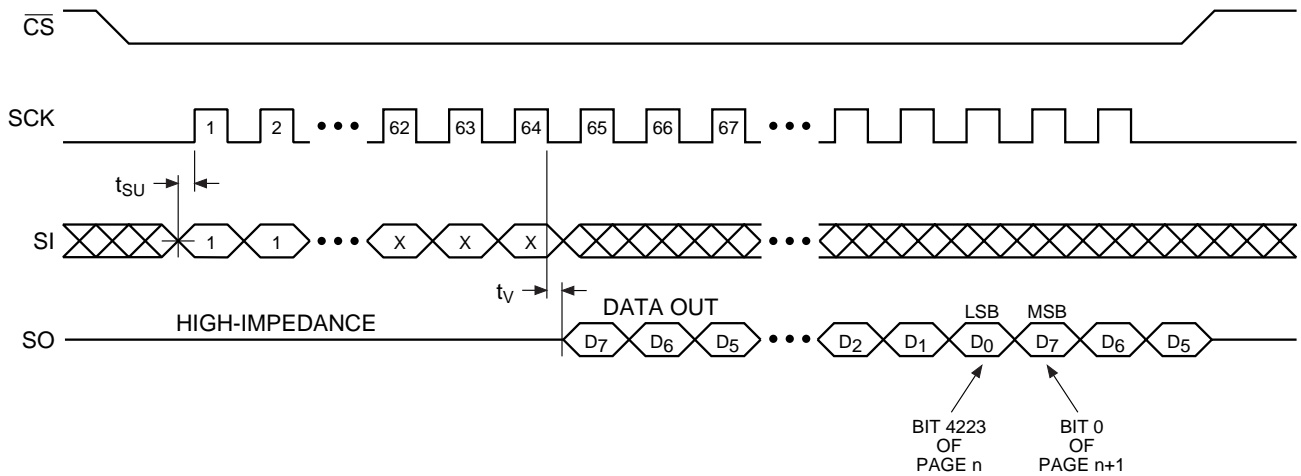 CS
SCK 1 2 ••• 62 63 64 65 66 67 •••
tSU
SI 1 1 ••• X X X •••
tV
HIGH-IMPEDANCE DATA OUT LSB MSB
SO D7 D6 D5 ••• D2 D1 D0 D7 D6 D5
BIT 4223
OF
PAGE n
BIT 0
OF
PAGE n+1